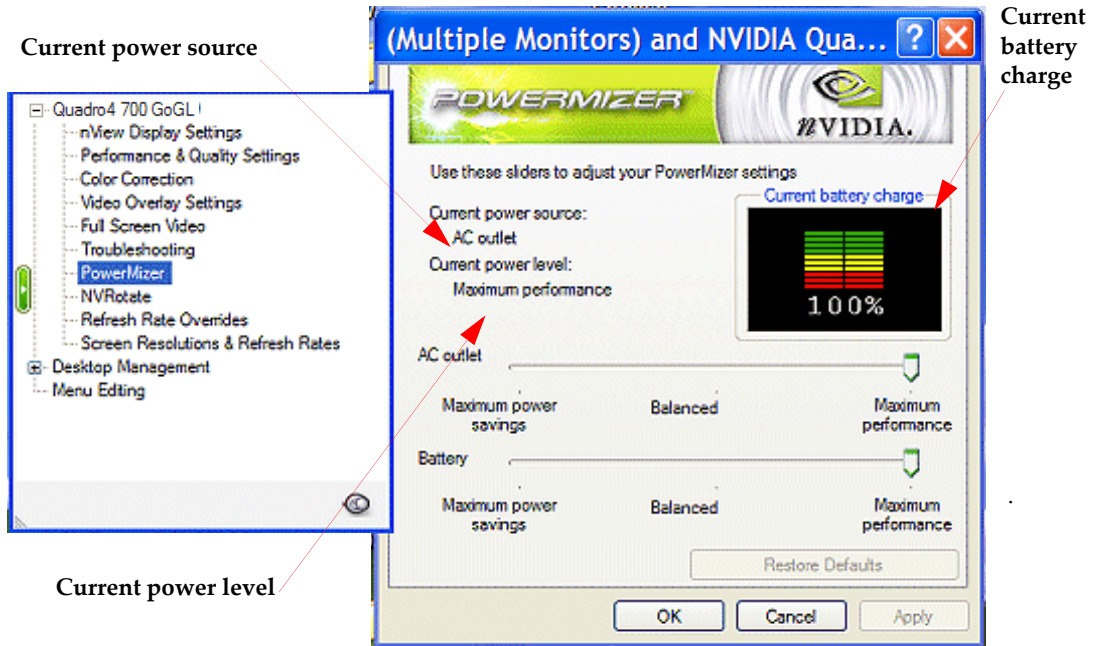 Current power source
Current
battery
charge
(Multiple Monitors) and NVIDIA Qua...
Quadro4 700 GoGL
nView Display Settings
Performance & Quality Settings
Color Correction
Video Overlay Settings
Full Screen Video
Troubleshooting
PowerMizer
NVRotate
Refresh Rate Overrides
Screen Resolutions & Refresh Rates
Desktop Management
Menu Editing
POWERMIZER
nVIDIA.
Use these sliders to adjust your PowerMizer settings
Current power source:
AC outlet
Current power level:
Maximum performance
Current battery charge
100%
AC outlet
Maximum power
savings
Balanced
Maximum
performance
Battery
Maximum power
savings
Balanced
Maximum
performance
Restore Defaults
OK
Cancel
Apply
Current power level
.